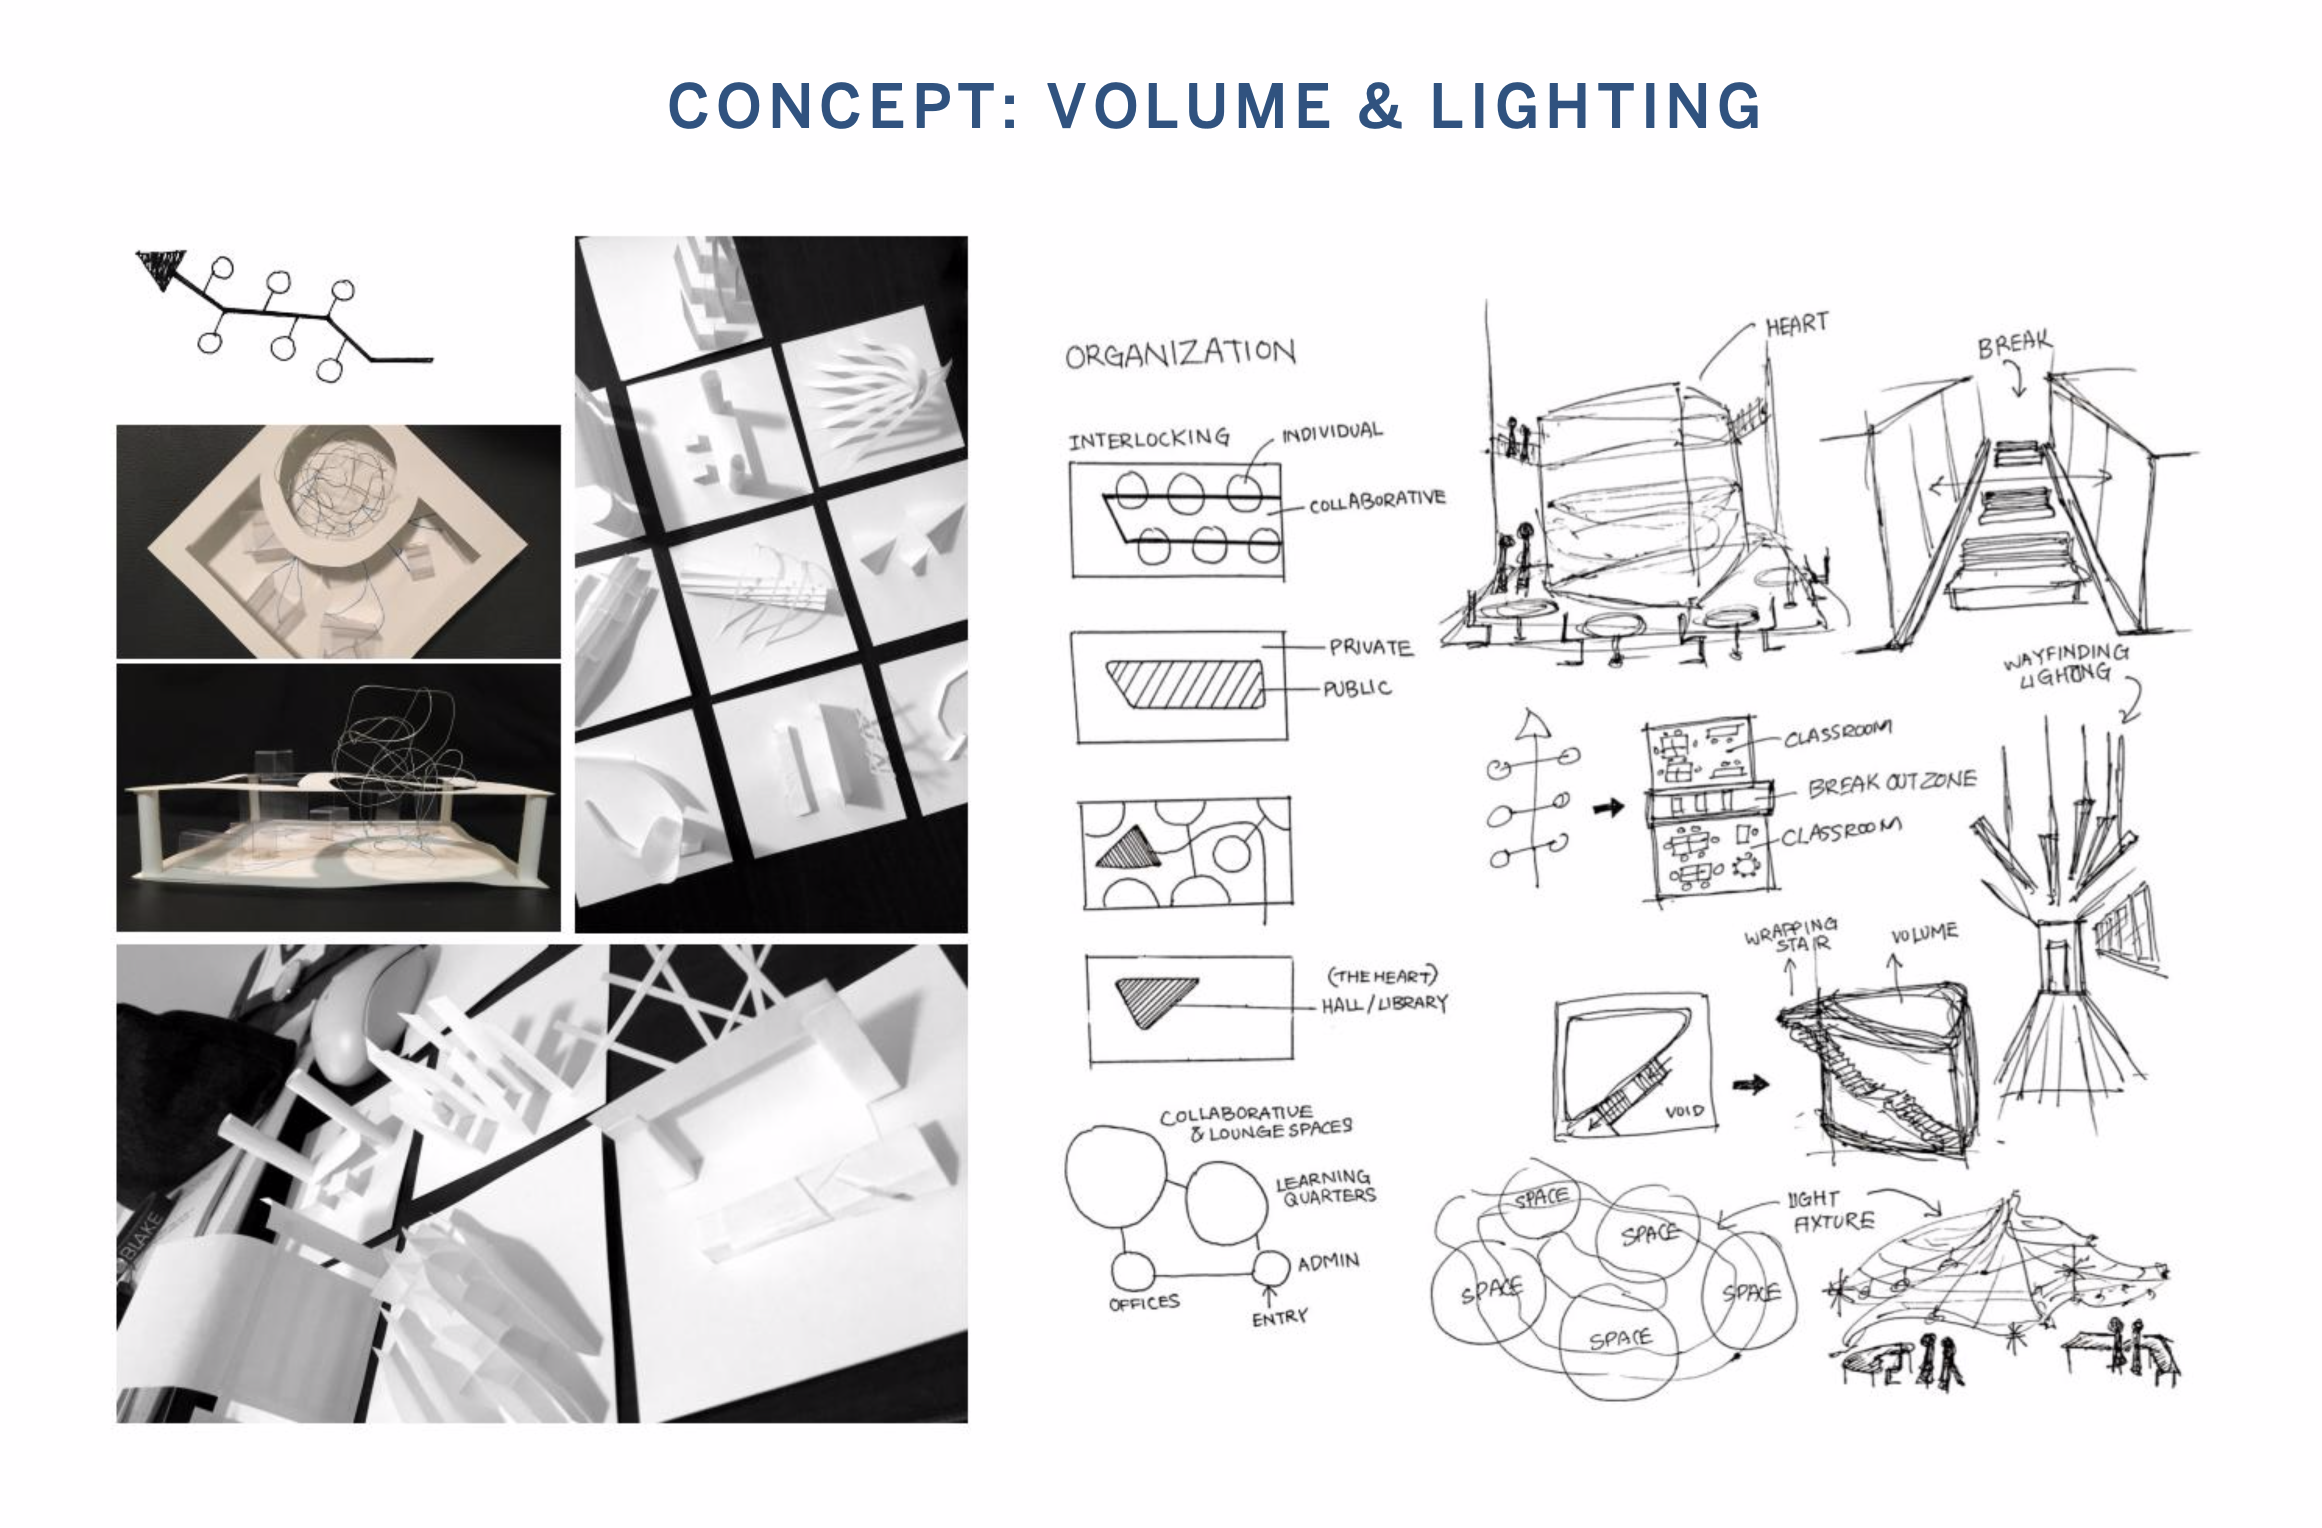 CONCEPT: VOLUME & LIGHTING
ORGANIZATION
INTERLOCKING
INDIVIDUAL
COLLABORATIVE
PRIVATE
PUBLIC
(THE HEART)
HALL/LIBRARY
COLLABORATIVE
& LOUNGE SPACES
LEARNING
QUARTERS
ADMIN
OFFICES
ENTRY
HEART
BREAK
WAYFINDING
LIGHTING
CLASSROOM
BREAK OUT ZONE
CLASSROOM
WRAPPING
STAIR
VOLUME
VOID
SPACE
SPACE
SPACE
SPACE
SPACE
LIGHT
FIXTURE